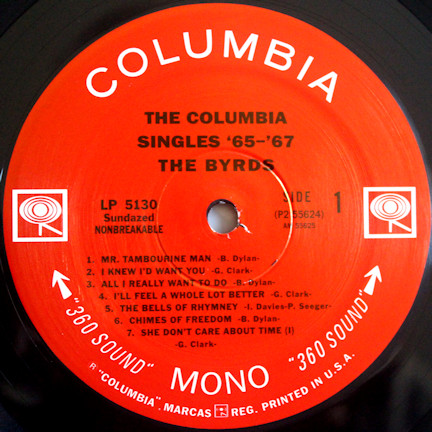 COLUMBIA
THE COLUMBIA
SINGLES '65–'67
THE BYRDS
LP 5130
Sundazed
NONBREAKABLE
SIDE 1
(P2 55624)
1. MR. TAMBOURINE MAN -B. Dylan-
2. I KNEW I'D WANT YOU -G. Clark-
3. ALL I REALLY WANT TO DO -B. Dylan-
4. I'LL FEEL A WHOLE LOT BETTER -G. Clark-
5. THE BELLS OF RHYMNEY -I. Davies-P. Seeger-
6. CHIMES OF FREEDOM -B. Dylan-
7. SHE DON'T CARE ABOUT TIME (I)
-G. Clark-
"360 SOUND" MONO "360 SOUND"
"COLUMBIA", MARCAS REG. PRINTED IN U.S.A.